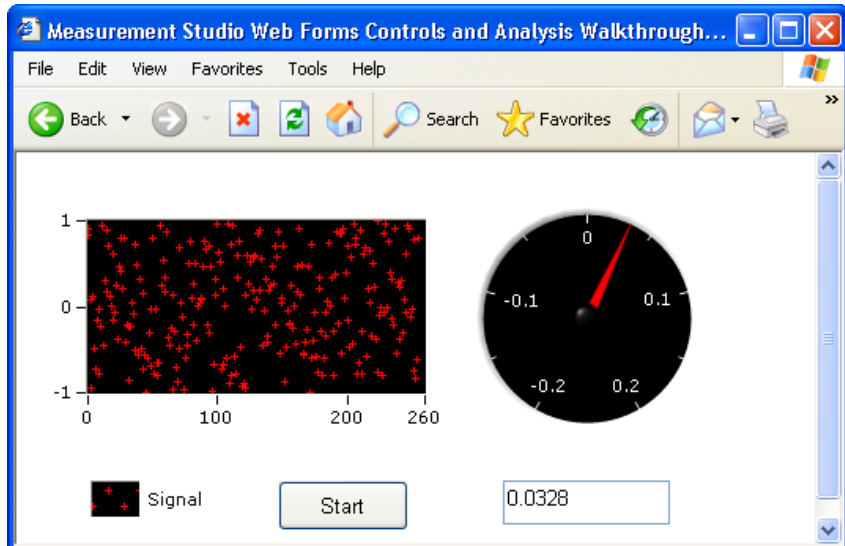 Measurement Studio Web Forms Controls and Analysis Walkthrough...
File Edit View Favorites Tools Help
Back Search Favorites »
1
0
-1
0 100 200 260
0
-0.1 0.1
-0.2 0.2
Signal Start 0.0328